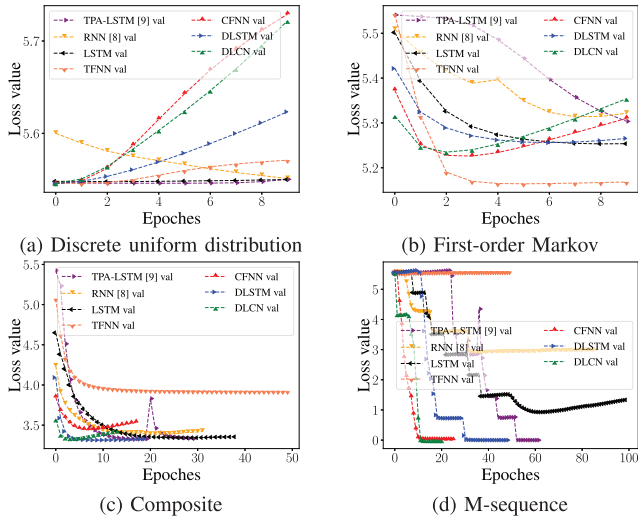 TPA-LSTM [9] val
RNN [8] val
LSTM val
TFNN val
CFNN val
DLSTM val
DLCN val
5.7
5.6
Loss value
0 2 4 6 8
Epoches
(a) Discrete uniform distribution
TPA-LSTM [9] val
RNN [8] val
LSTM val
TFNN val
CFNN val
DLSTM val
DLCN val
5.5
5.4
5.3
5.2
Loss value
0 2 4 6 8
Epoches
(b) First-order Markov
TPA-LSTM [9] val
RNN [8] val
LSTM val
TFNN val
CFNN val
DLSTM val
DLCN val
5.5
5.0
4.5
4.0
3.5
Loss value
0 10 20 30 40 50
Epoches
(c) Composite
TPA-LSTM [9] val
RNN [8] val
LSTM val
TFNN val
CFNN val
DLSTM val
DLCN val
5
4
3
2
1
0
Loss value
0 20 40 60 80 100
Epoches
(d) M-sequence